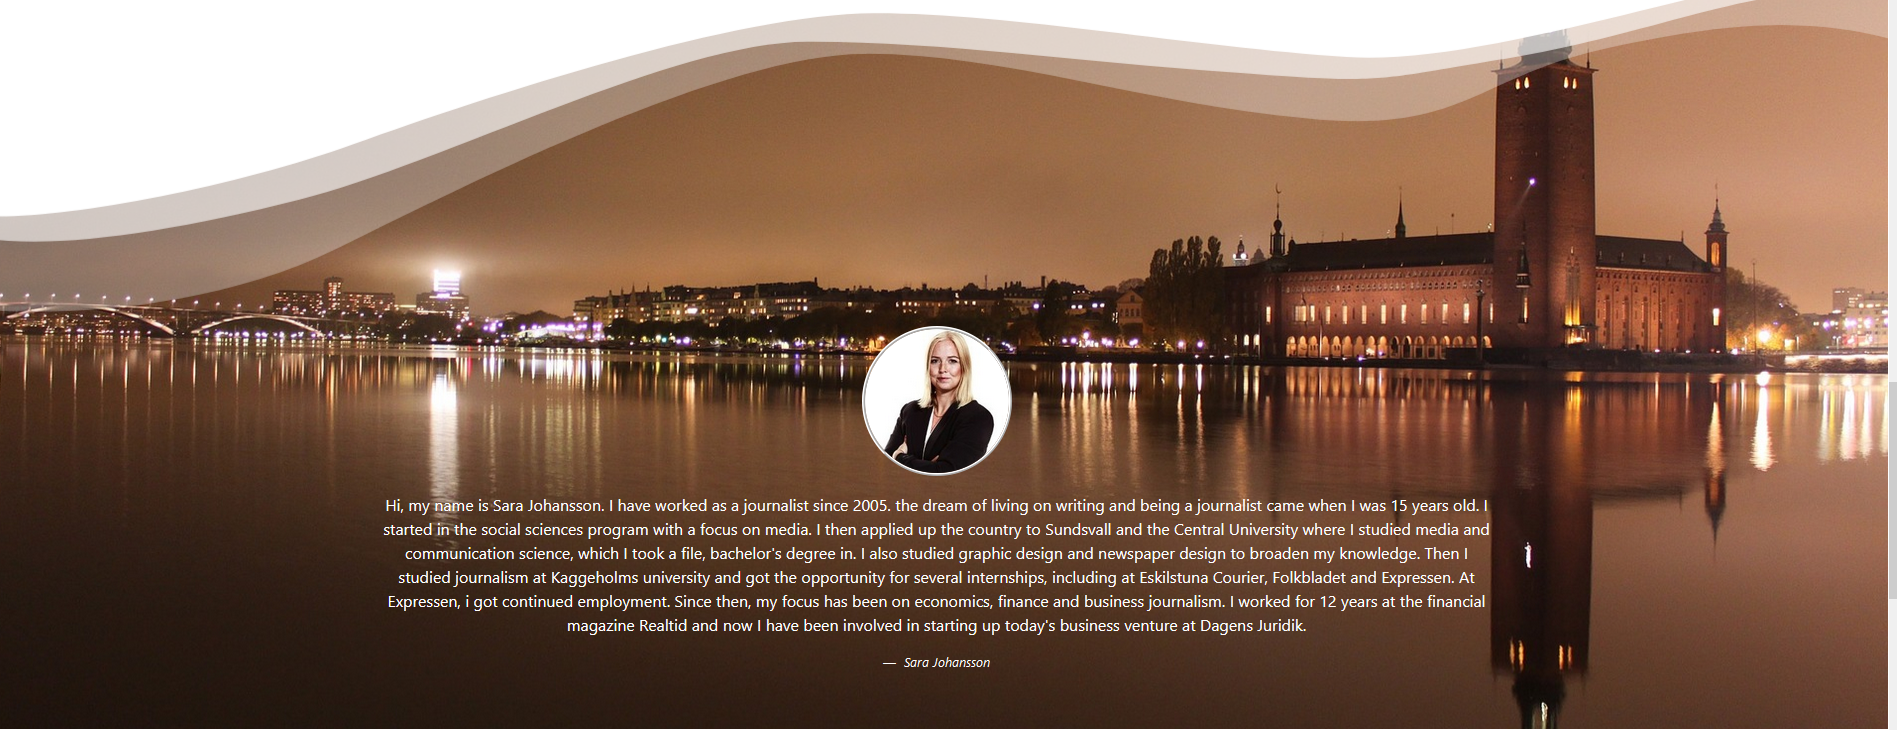 Hi, my name is Sara Johansson. I have worked as a journalist since 2005. the dream of living on writing and being a journalist came when I was 15 years old. I
started in the social sciences program with a focus on media. I then applied up the country to Sundsvall and the Central University where I studied media and
communication science, which I took a file, bachelor's degree in. I also studied graphic design and newspaper design to broaden my knowledge. Then I
studied journalism at Kaggeholms university and got the opportunity for several internships, including at Eskilstuna Courier, Folkbladet and Expressen. At
Expressen, i got continued employment. Since then, my focus has been on economics, finance and business journalism. I worked for 12 years at the financial
magazine Realtid and now I have been involved in starting up today's business venture at Dagens Juridik.
— Sara Johansson